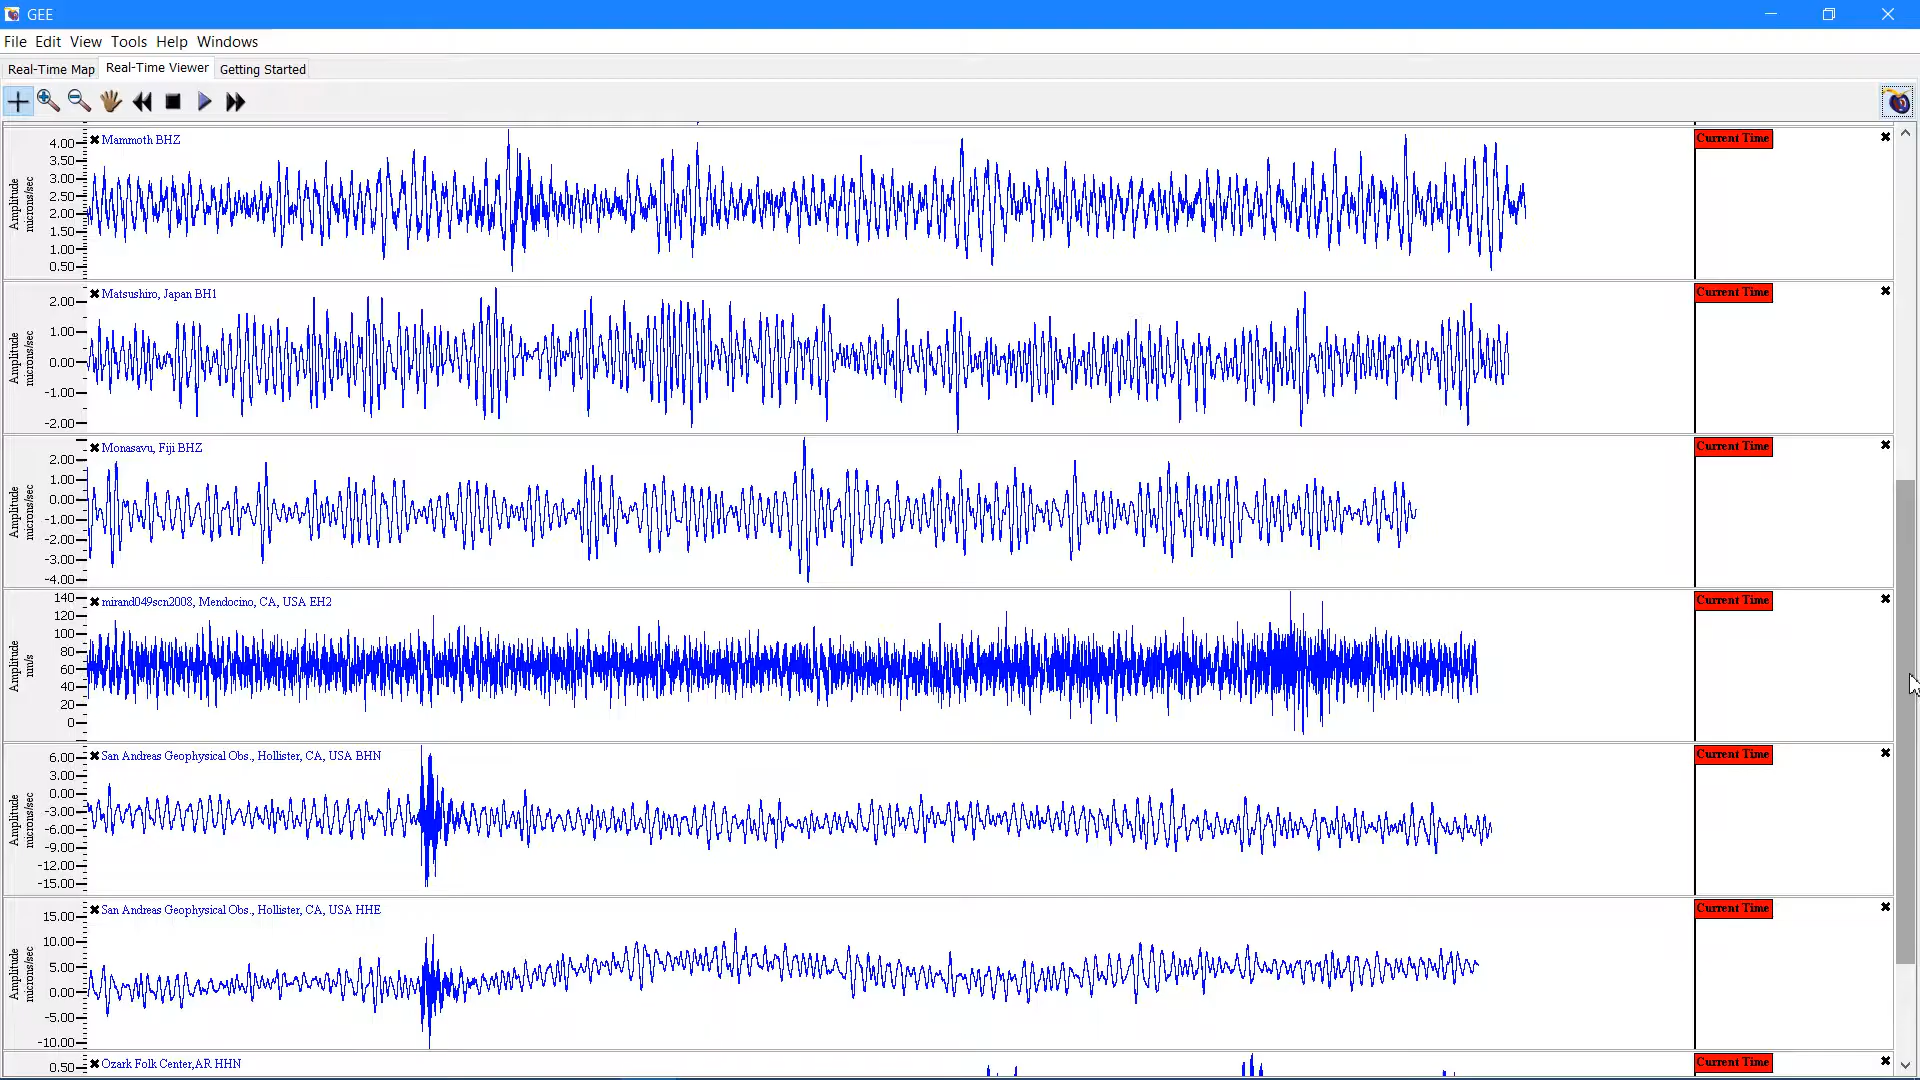 GEE
File Edit View Tools Help Windows
Real-Time Map Real-Time Viewer Getting Started
Mammoth BHZ
Current Time
Amplitude
microns/sec
4.00
3.50
3.00
2.50
2.00
1.50
1.00
0.50
Matsushiro, Japan BH1
Current Time
Amplitude
microns/sec
2.00
1.00
0.00
-1.00
-2.00
Monasavu, Fiji BHZ
Current Time
Amplitude
microns/sec
2.00
1.00
0.00
-1.00
-2.00
-3.00
-4.00
mirand049scn2008, Mendocino, CA, USA EH2
Current Time
Amplitude
nm/s
140
120
100
80
60
40
20
0
San Andreas Geophysical Obs., Hollister, CA, USA BHN
Current Time
Amplitude
microns/sec
6.00
3.00
0.00
-3.00
-6.00
-9.00
-12.00
-15.00
San Andreas Geophysical Obs., Hollister, CA, USA HHE
Current Time
Amplitude
microns/sec
15.00
10.00
5.00
0.00
-5.00
-10.00
Ozark Folk Center,AR HHN
Current Time
0.50